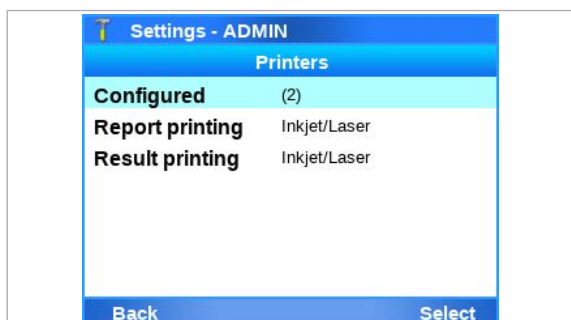 Settings - ADMIN
Printers
Configured (2)
Report printing Inkjet/Laser
Result printing Inkjet/Laser
Back Select